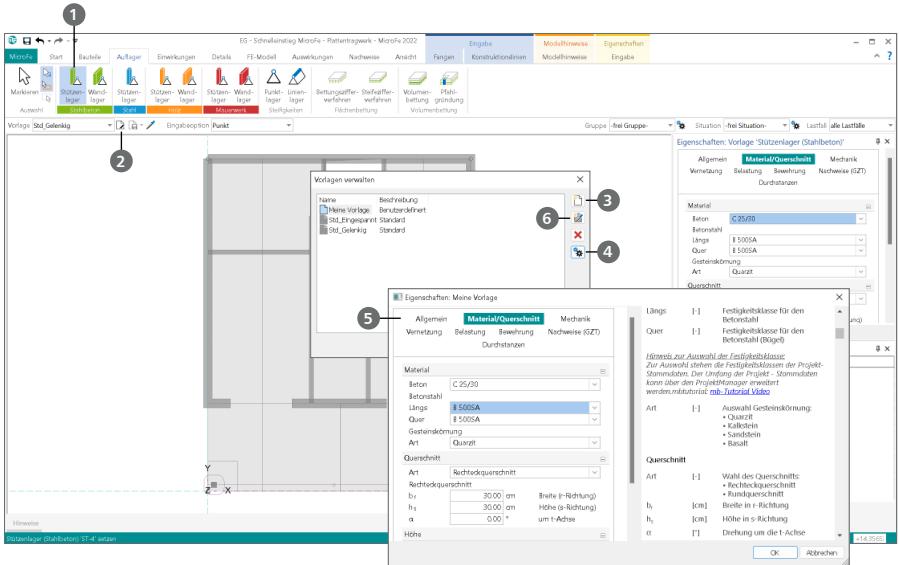 1
EG - Schnelleinstieg MicroFe - Plattentragwerk - MicroFe 2022
Eingabe
Modellhinweise
Eigenschaften
MicroFe Start Bauteile Auflager Einwirkungen Details FE-Modell Auswirkungen Nachweise Ansicht Fangen Konstruktionslinien Modellhinweise Eingabe
Markieren
Stützen-lager
Wand-lager
Stützen-lager
Stützen-lager
Wand-lager
Stützen-lager
Wand-lager
Punkt-lager
Linien-lager
Bettungsziffer-verfahren
Steifeziffer-verfahren
Volumen-bettung
Pfahl-gründung
Auswahl Stahlbeton Stahl Holz Mauerwerk Steifigkeiten Flächenbettung Volumenbettung
Vorlage Std_Gelenkig Eingabeoption Punkt Gruppe -frei Gruppe- Situation -frei Situation- Lastfall alle Lastfälle
2
Eigenschaften: Vorlage 'Stützenlager (Stahlbeton)'
Allgemein Material/Querschnitt Mechanik
Vernetzung Belastung Bewehrung Nachweise (GZT)
Durchstanzen
Material
Beton C 25/30
Betonstahl
Längs B 500SA
Quer B 500SA
Gesteinskörnung
Art Quarzit
Querschnitt
Vorlagen verwalten
Name Beschreibung
Meine Vorlage Benutzerdefiniert
Std_Eingespannt Standard
Std_Gelenkig Standard
3
6
4
5
Eigenschaften: Meine Vorlage
Allgemein Material/Querschnitt Mechanik
Vernetzung Belastung Bewehrung Nachweise (GZT)
Durchstanzen
Material
Beton C 25/30
Betonstahl
Längs B 500SA
Quer B 500SA
Gesteinskörnung
Art Quarzit
Querschnitt
Art Rechteckquerschnitt
Rechteckquerschnitt
br 30.00 cm Breite (r-Richtung)
hs 30.00 cm Höhe (s-Richtung)
α 0.00 ° um t-Achse
Höhe
Längs [-] Festigkeitsklasse für den
Betonstahl
Quer [-] Festigkeitsklasse für den
Betonstahl (Bügel)
Hinweis zur Auswahl der Festigkeitsklasse:
Zur Auswahl stehen die Festigkeitsklassen der Projekt-
Stammdaten. Der Umfang der Projekt - Stammdaten
kann über den ProjektManager erweitert
werden.mbtutorial: mb-Tutorial Video
Art [-] Auswahl Gesteinskörnung:
• Quarzit
• Kalkstein
• Sandstein
• Basalt
Querschnitt
Art [-] Wahl des Querschnitts:
• Rechteckquerschnitt
• Rundquerschnitt
br [cm] Breite in r-Richtung
hs [cm] Höhe in s-Richtung
α [°] Drehung um die t-Achse
OK Abbrechen
Y
Z X
Hinweise
Stützenlager (Stahlbeton) 'ST-4' setzen